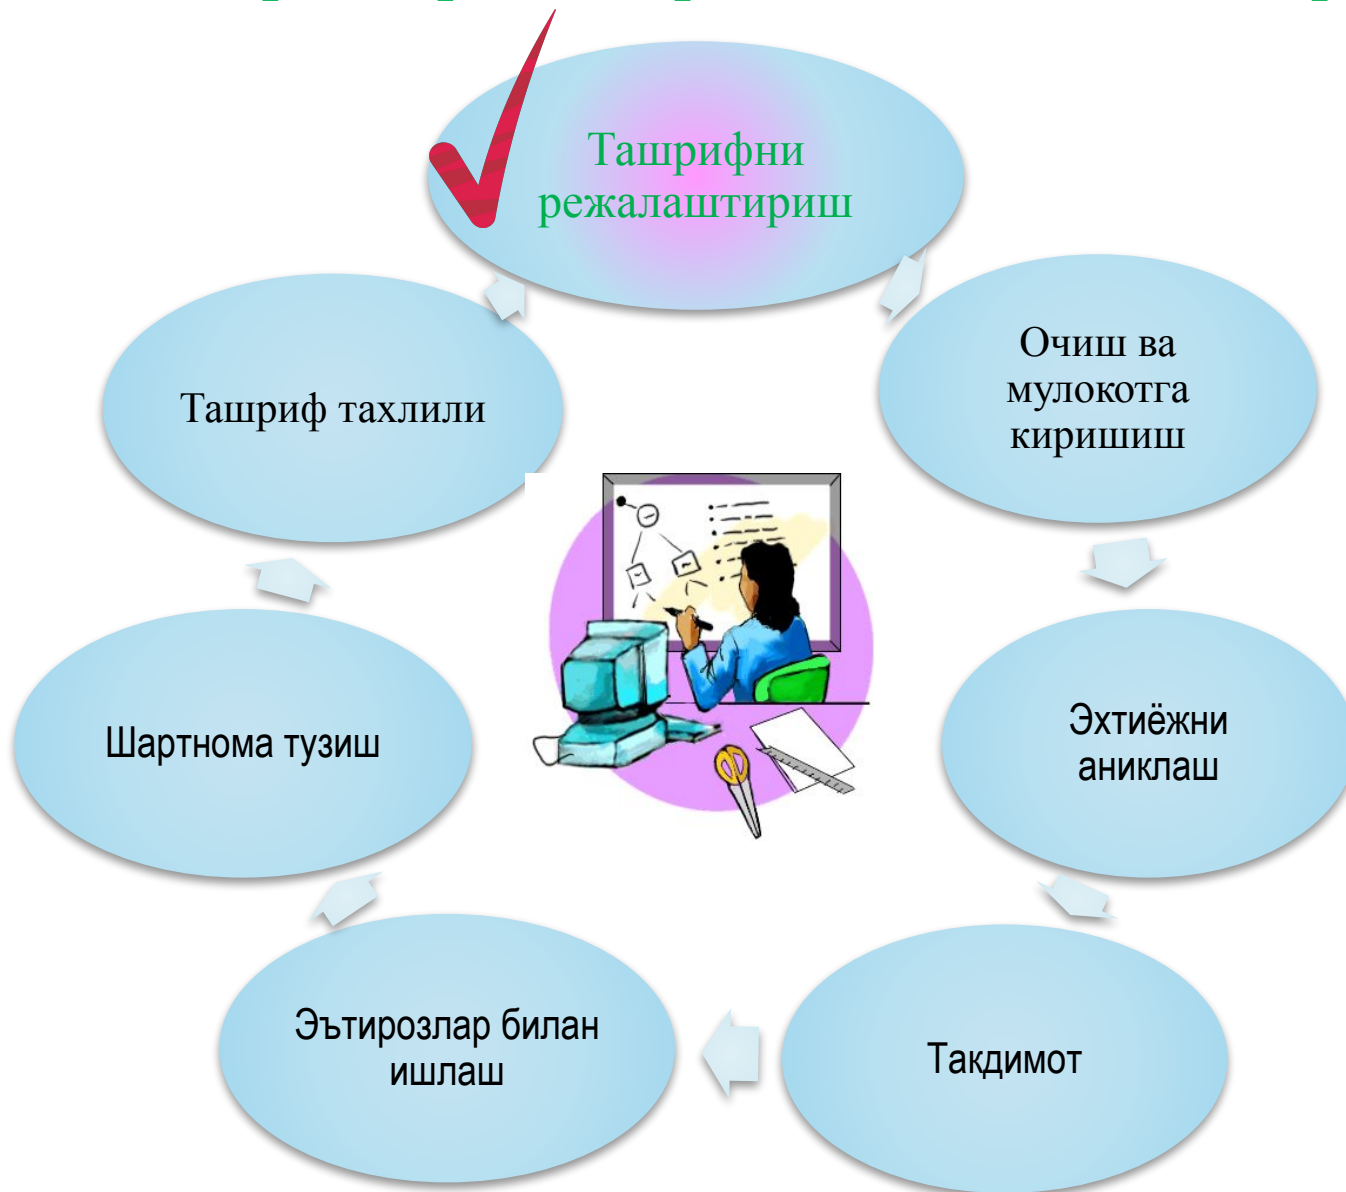 Ташрифни
режалаштириш
Очиш ва
мулокотга
киришиш
Эхтиёжни
аниклаш
Такдимот
Эътирозлар билан
ишлаш
Шартнома тузиш
Ташриф тахлили